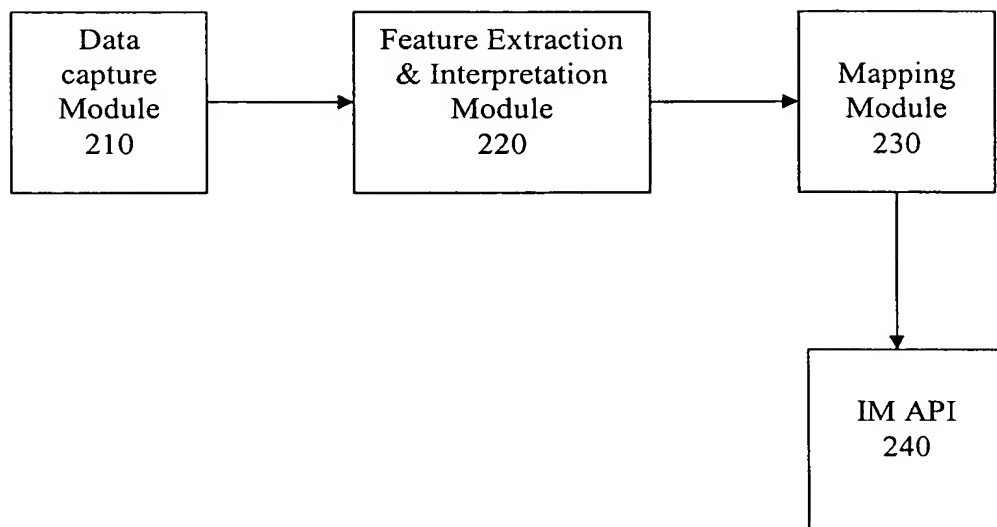 Data
capture
Module
210
Feature Extraction
& Interpretation
Module
220
Mapping
Module
230
IM API
240